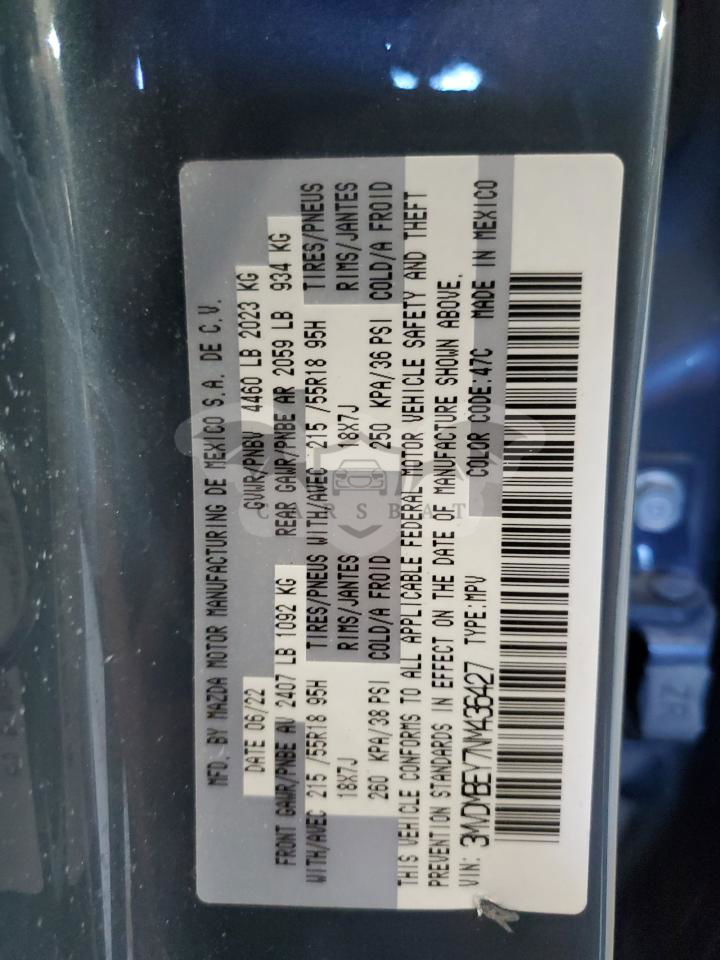 MFD. BY MAZDA MOTOR MANUFACTURING DE MEXICO S.A. DE C.V.
DATE 06/22 GVWR/PNBV 4460 LB 2023 KG
FRONT GAWR/PNBE AV 2407 LB 1092 KG REAR GAWR/PNBE AR 2059 LB 934 KG
WITH/AVEC 215 /55R18 95H TIRES/PNEUS WITH/AVEC 215 /55R18 95H TIRES/PNEUS
18X7J RIMS/JANTES 18X7J RIMS/JANTES
260 KPA/38 PSI COLD/A FROID 250 KPA/36 PSI COLD/A FROID
THIS VEHICLE CONFORMS TO ALL APPLICABLE FEDERAL MOTOR VEHICLE SAFETY AND THEFT
PREVENTION STANDARDS IN EFFECT ON THE DATE OF MANUFACTURE SHOWN ABOVE.
VIN: 3MVDMBEY7NM436427 TYPE:MPV COLOR CODE:47C MADE IN MEXICO
CARSBAT